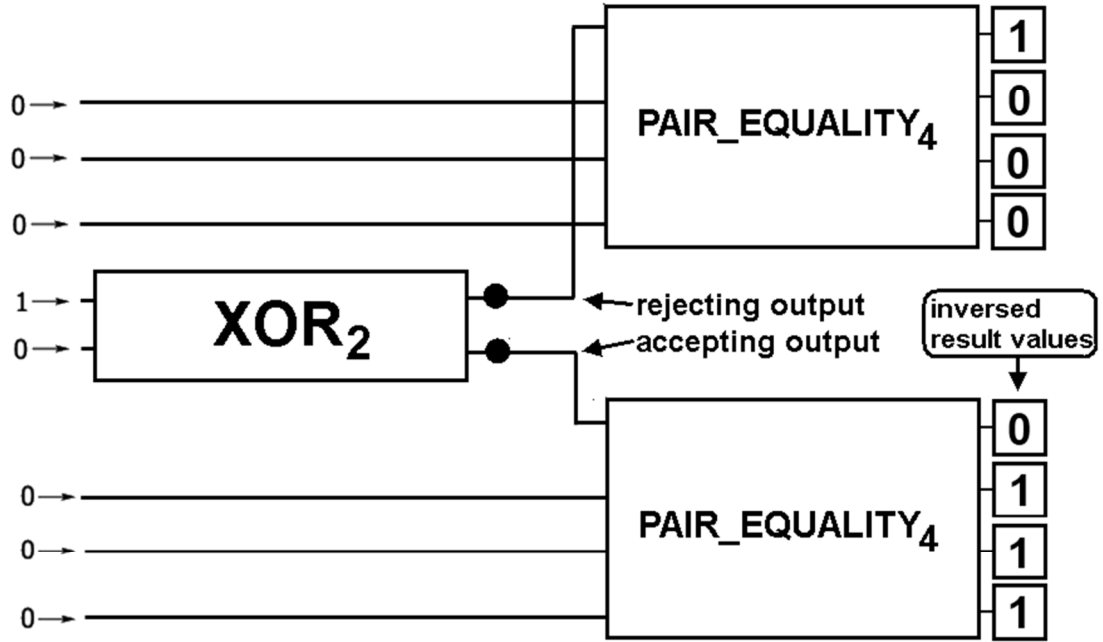 1
0→
0
PAIR_EQUALITY4
0→
0
0→
0
1→
XOR2
rejecting output
inversed
0→
accepting output
result values
0
0→
1
PAIR_EQUALITY4
0→
1
0→
1